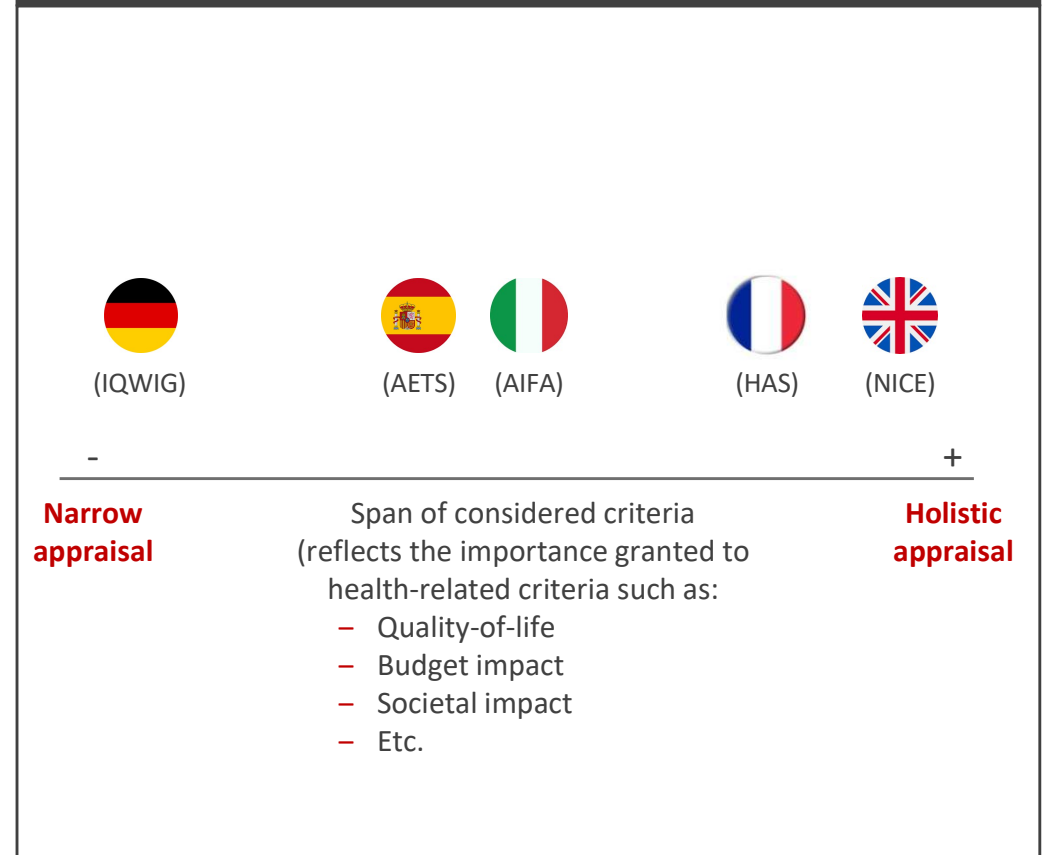 (IQWIG) (AETS) (AIFA) (HAS) (NICE)
- +
Narrow appraisal
Span of considered criteria
(reflects the importance granted to
health-related criteria such as:
– Quality-of-life
– Budget impact
– Societal impact
– Etc.
Holistic appraisal